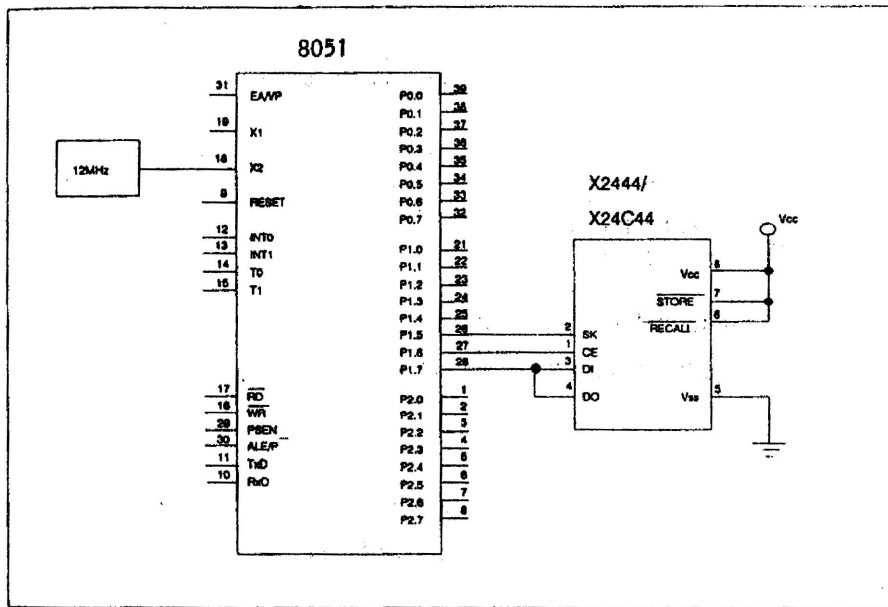 8051
31 EA/VP
19 X1
18 X2
12MHz
9 RESET
12 INT0
13 INT1
14 T0
15 T1
17 RD
16 WR
29 PSEN
30 ALE/P
11 TxD
10 RxD
P0.0 39
P0.1 38
P0.2 37
P0.3 36
P0.4 35
P0.5 34
P0.6 33
P0.7 32
P1.0 21
P1.1 22
P1.2 23
P1.3 24
P1.4 25
P1.5 26
P1.6 27
P1.7 28
P2.0 1
P2.1 2
P2.2 3
P2.3 4
P2.4 5
P2.5 6
P2.6 7
P2.7 8
X2444/
X24C44
2 SK
1 CE
3 DI
4 DO
Vcc 8
STORE 7
RECALL 6
Vss 5
Vcc